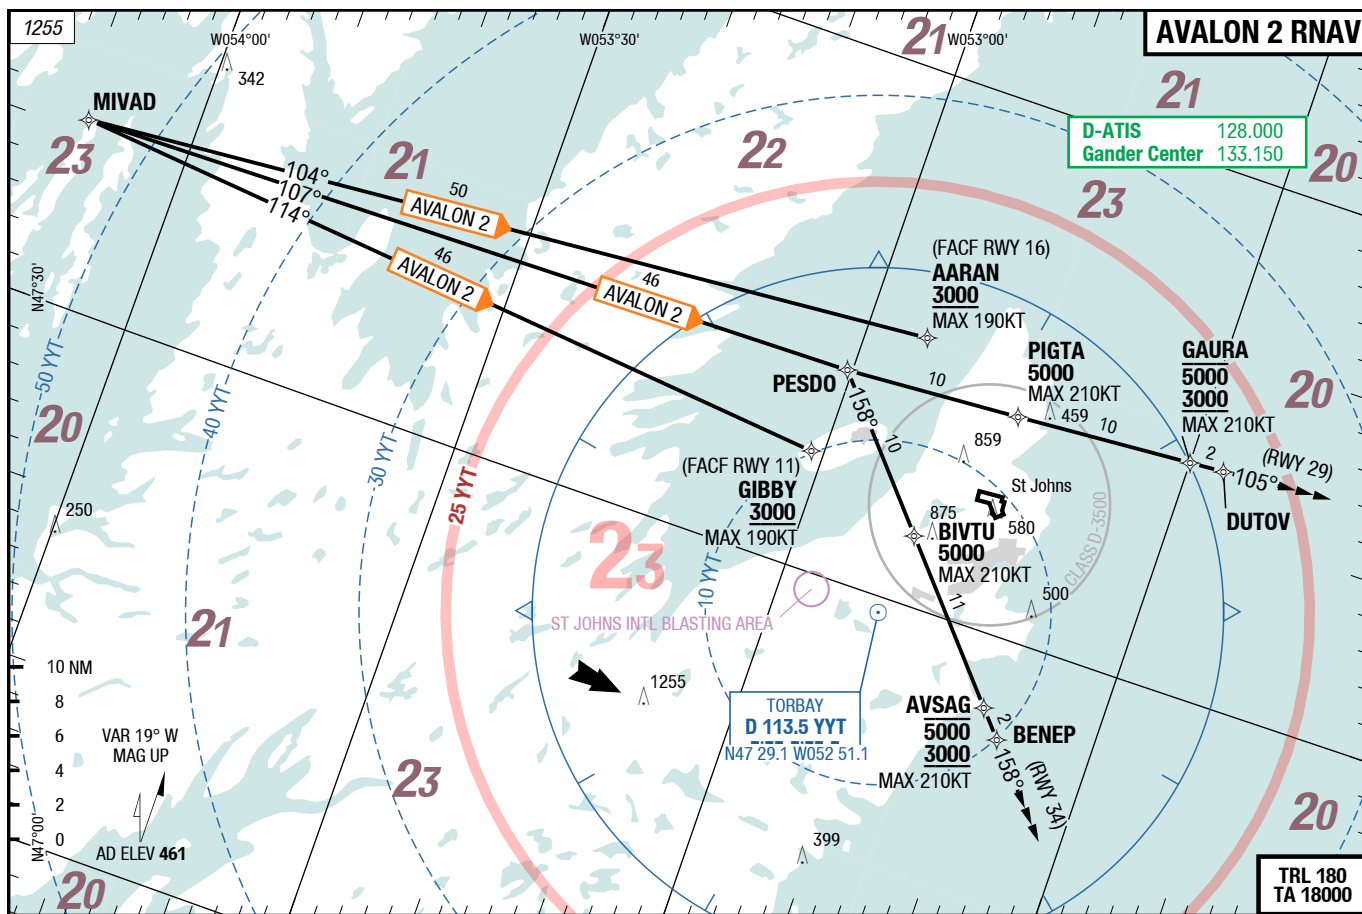 1255
W054°00'
W053°30'
W053°00'
AVALON 2 RNAV
21
342
MIVAD
23
21
22
21
D-ATIS 128.000
Gander Center 133.150
20
23
104°
107°
114°
50
AVALON 2
46
AVALON 2
46
AVALON 2
(FACF RWY 16)
AARAN
3000
MAX 190KT
N47°30'
50 YYT
40 YYT
30 YYT
25 YYT
20
PESDO
158°
10
10
PIGTA
5000
MAX 210KT
459
10
GAURA
5000
3000
MAX 210KT
20
2
(RWY 29)
105°
DUTOV
859
(FACF RWY 11)
GIBBY
3000
MAX 190KT
St Johns
580
875
BIVTU
5000
MAX 210KT
CLASS D-3500
250
23
10 YYT
11
500
ST JOHNS INTL BLASTING AREA
21
1255
TORBAY
D 113.5 YYT
N47 29.1 W052 51.1
AVSAG
5000
3000
MAX 210KT
2
BENEP
158°
(RWY 34)
10 NM
8
6
4
2
0
VAR 19° W
MAG UP
AD ELEV 461
N47°00'
23
399
20
20
TRL 180
TA 18000